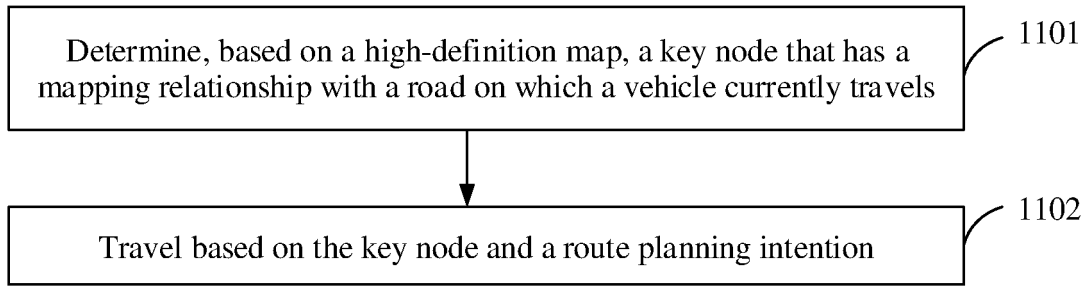 Determine, based on a high-definition map, a key node that has a
mapping relationship with a road on which a vehicle currently travels
1101
Travel based on the key node and a route planning intention
1102